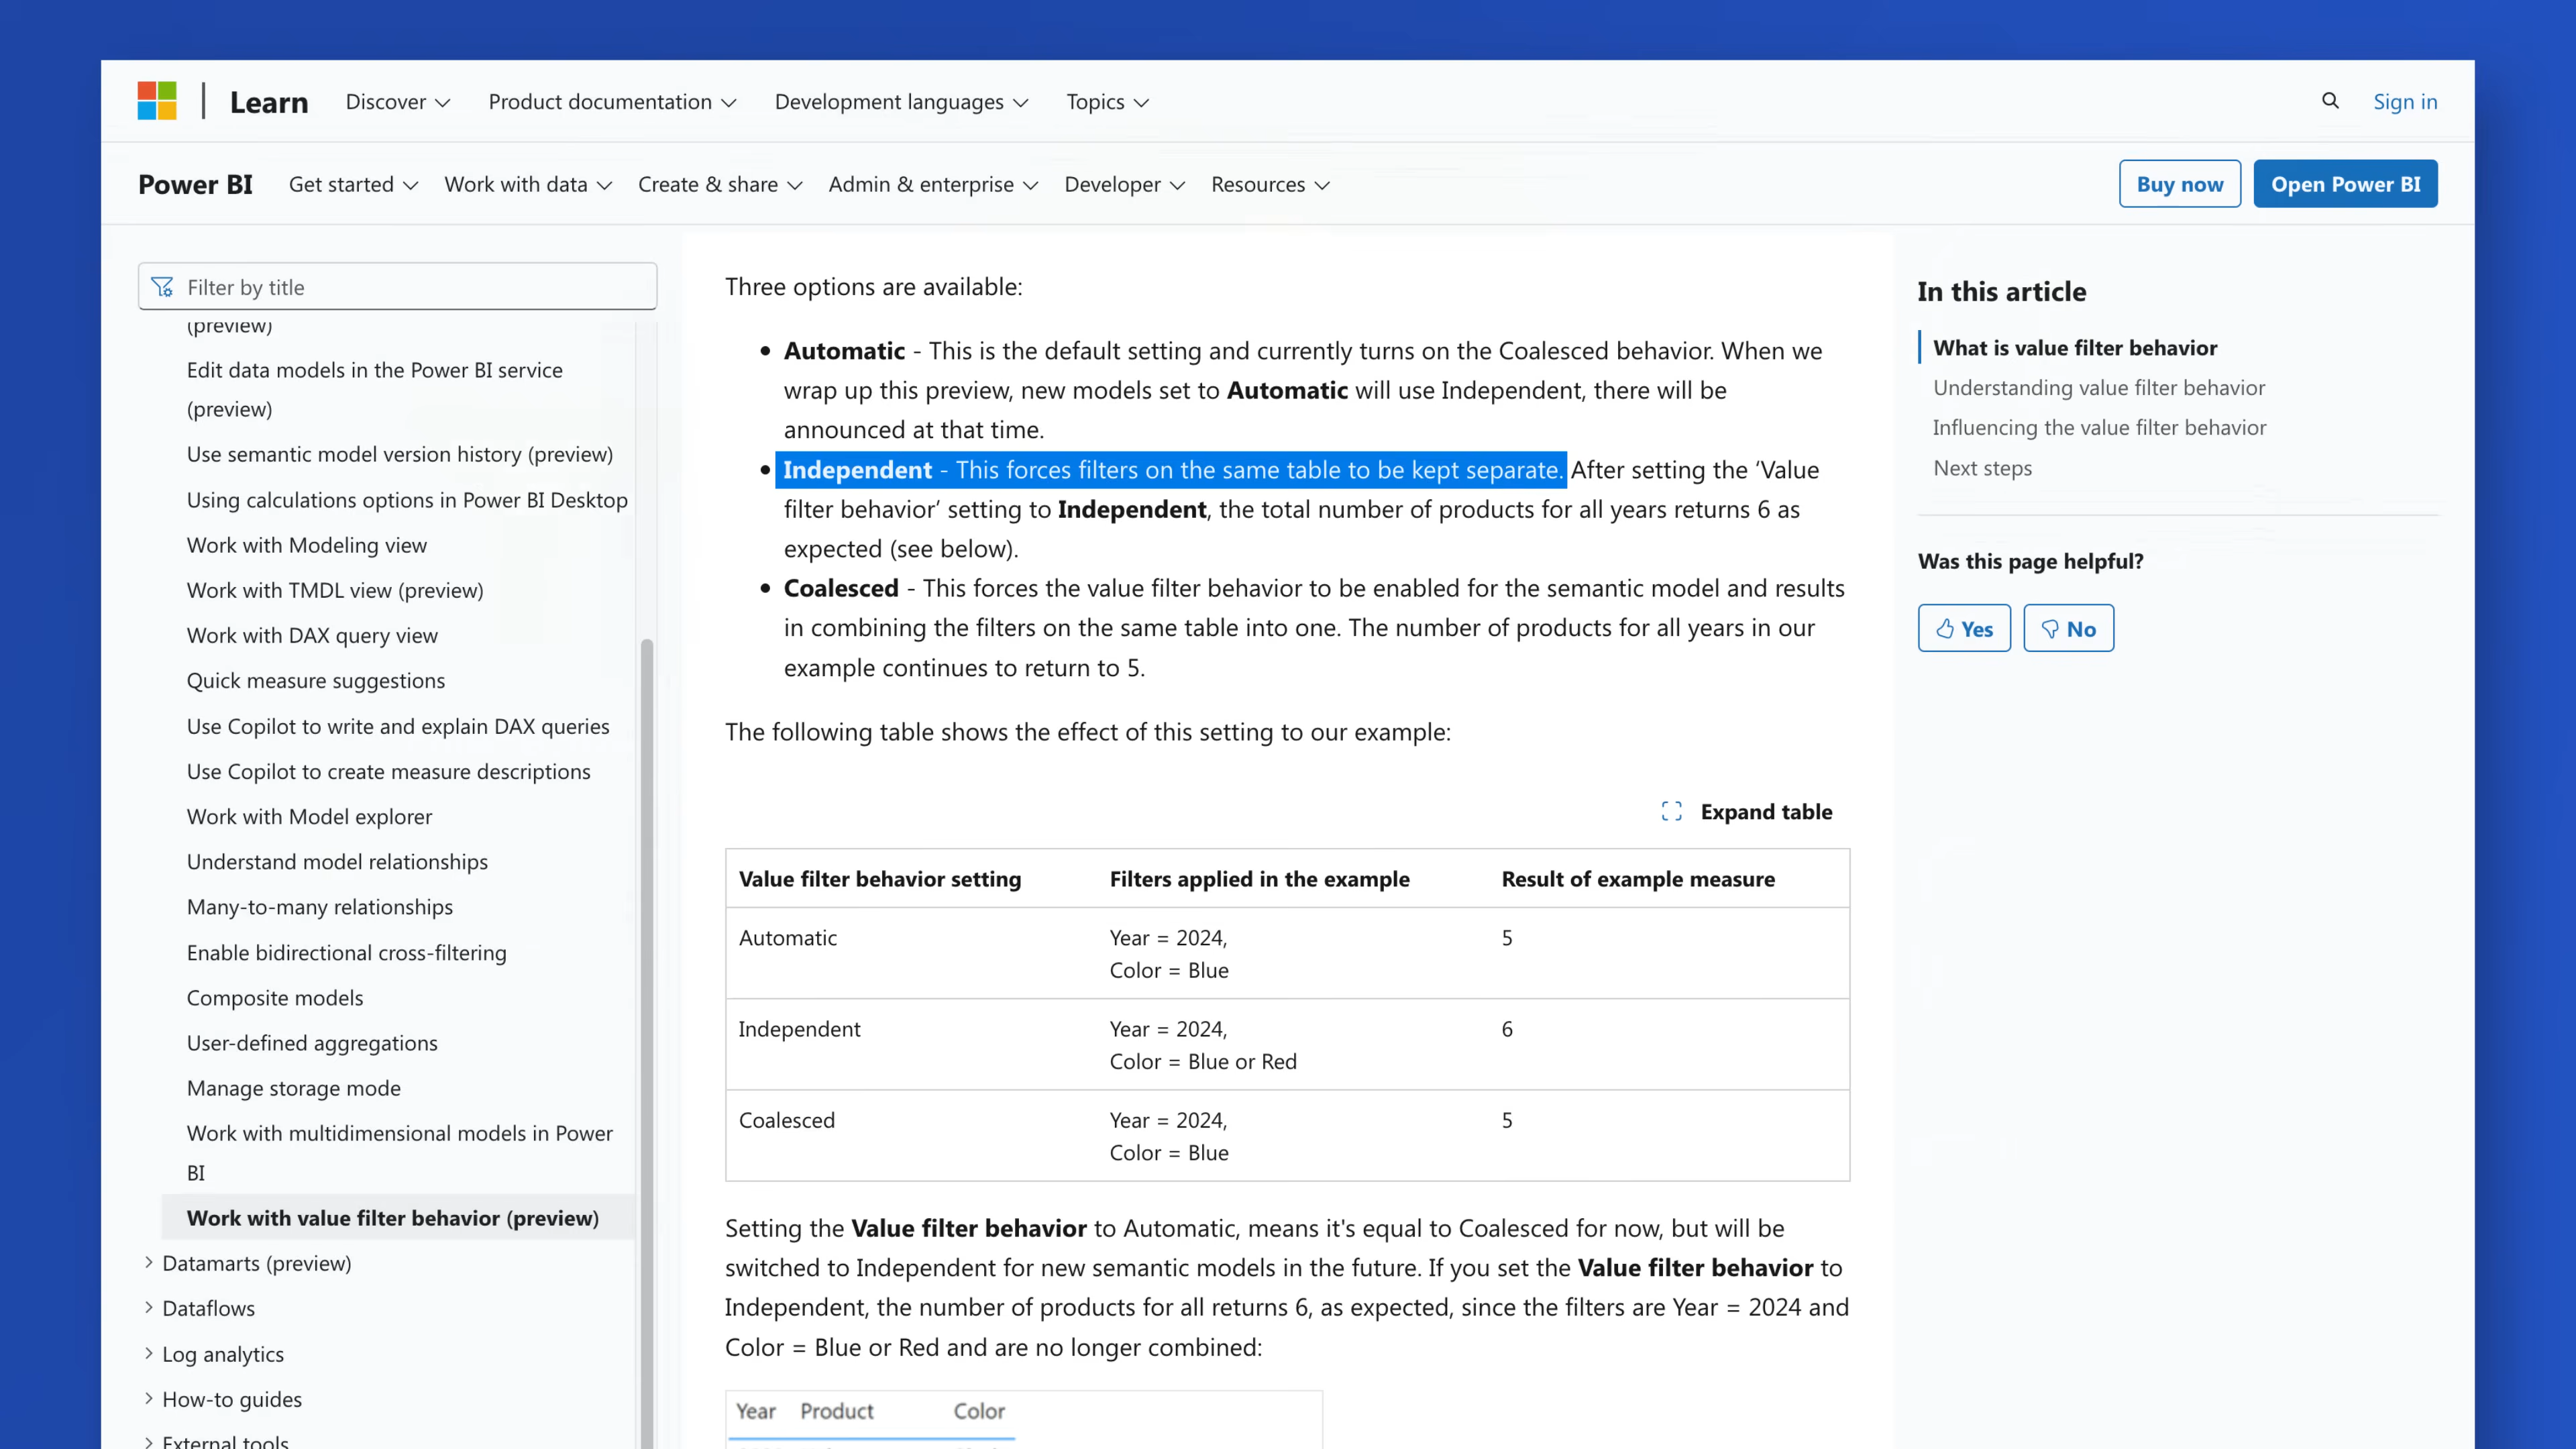 Learn
Discover
Product documentation
Development languages
Topics
Sign in
Power BI
Get started
Work with data
Create & share
Admin & enterprise
Developer
Resources
Buy now
Open Power BI
Filter by title
(preview)
Edit data models in the Power BI service
(preview)
Use semantic model version history (preview)
Using calculations options in Power BI Desktop
Work with Modeling view
Work with TMDL view (preview)
Work with DAX query view
Quick measure suggestions
Use Copilot to write and explain DAX queries
Use Copilot to create measure descriptions
Work with Model explorer
Understand model relationships
Many-to-many relationships
Enable bidirectional cross-filtering
Composite models
User-defined aggregations
Manage storage mode
Work with multidimensional models in Power
BI
Work with value filter behavior (preview)
Datamarts (preview)
Dataflows
Log analytics
How-to guides
External tools
Three options are available:
• Automatic - This is the default setting and currently turns on the Coalesced behavior. When we
wrap up this preview, new models set to Automatic will use Independent, there will be
announced at that time.
• Independent - This forces filters on the same table to be kept separate. After setting the ‘Value
filter behavior’ setting to Independent, the total number of products for all years returns 6 as
expected (see below).
• Coalesced - This forces the value filter behavior to be enabled for the semantic model and results
in combining the filters on the same table into one. The number of products for all years in our
example continues to return to 5.
The following table shows the effect of this setting to our example:
Expand table
Value filter behavior setting
Filters applied in the example
Result of example measure
Automatic
Year = 2024,
Color = Blue
5
Independent
Year = 2024,
Color = Blue or Red
6
Coalesced
Year = 2024,
Color = Blue
5
Setting the Value filter behavior to Automatic, means it's equal to Coalesced for now, but will be
switched to Independent for new semantic models in the future. If you set the Value filter behavior to
Independent, the number of products for all returns 6, as expected, since the filters are Year = 2024 and
Color = Blue or Red and are no longer combined:
Year Product Color
In this article
What is value filter behavior
Understanding value filter behavior
Influencing the value filter behavior
Next steps
Was this page helpful?
Yes
No